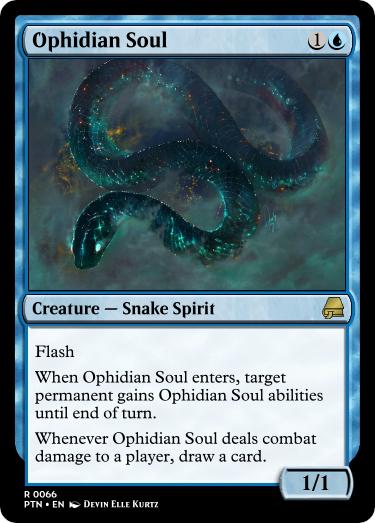 Ophidian Soul
1
Creature — Snake Spirit
Flash
When Ophidian Soul enters, target
permanent gains Ophidian Soul abilities
until end of turn.
Whenever Ophidian Soul deals combat
damage to a player, draw a card.
1/1
R 0066
PTN • EN Devin Elle Kurtz